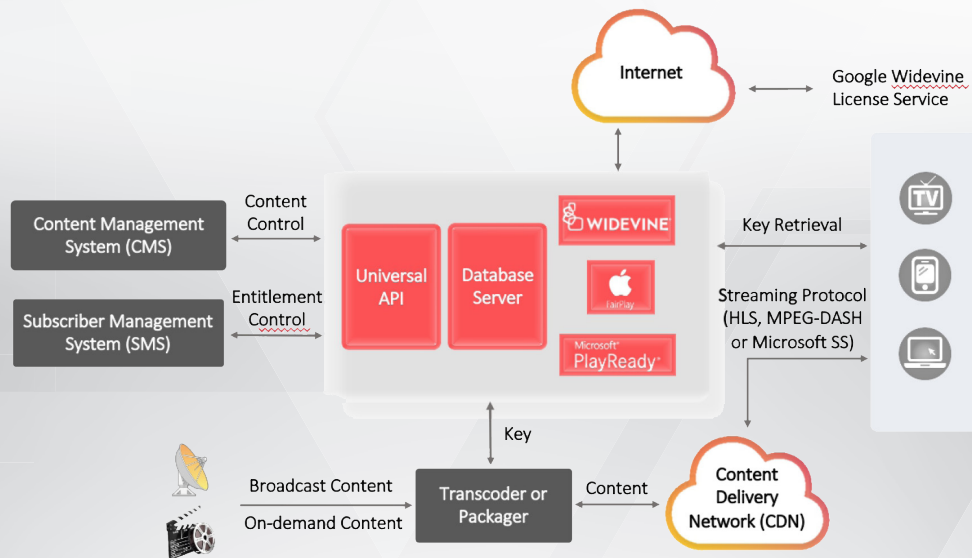 Internet
Google Widevine
License Service
TV
Content
Control
Content Management
System (CMS)
WIDEVINE
Key Retrieval
Universal
API
Database
Server
FairPlay
Entitlement
Control
Subscriber Management
System (SMS)
Streaming Protocol
(HLS, MPEG-DASH
or Microsoft SS)
Microsoft®
PlayReady®
Key
Broadcast Content
On-demand Content
Transcoder or
Packager
Content
Content
Delivery
Network (CDN)